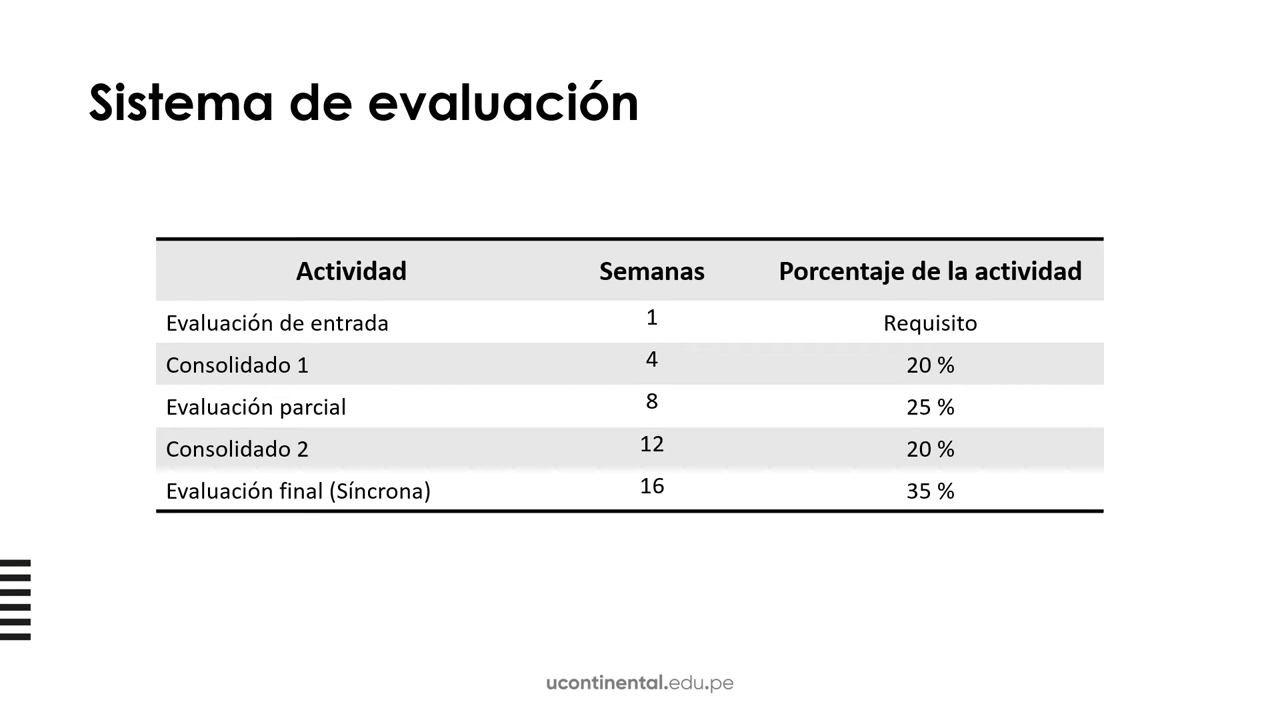 Sistema de evaluación
Actividad Semanas Porcentaje de la actividad
Evaluación de entrada 1 Requisito
Consolidado 1 4 20 %
Evaluación parcial 8 25 %
Consolidado 2 12 20 %
Evaluación final (Síncrona) 16 35 %
ucontinental.edu.pe